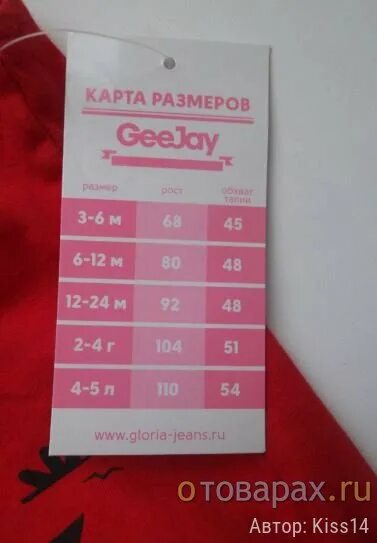 КАРТА РАЗМЕРОВ
GeeJay
размер рост обхват талии
3-6 м 68 45
6-12 м 80 48
12-24 м 92 48
2-4 г 104 51
4-5 л 110 54
www.gloria-jeans.ru
отоварах.ru
Автор: Kiss14